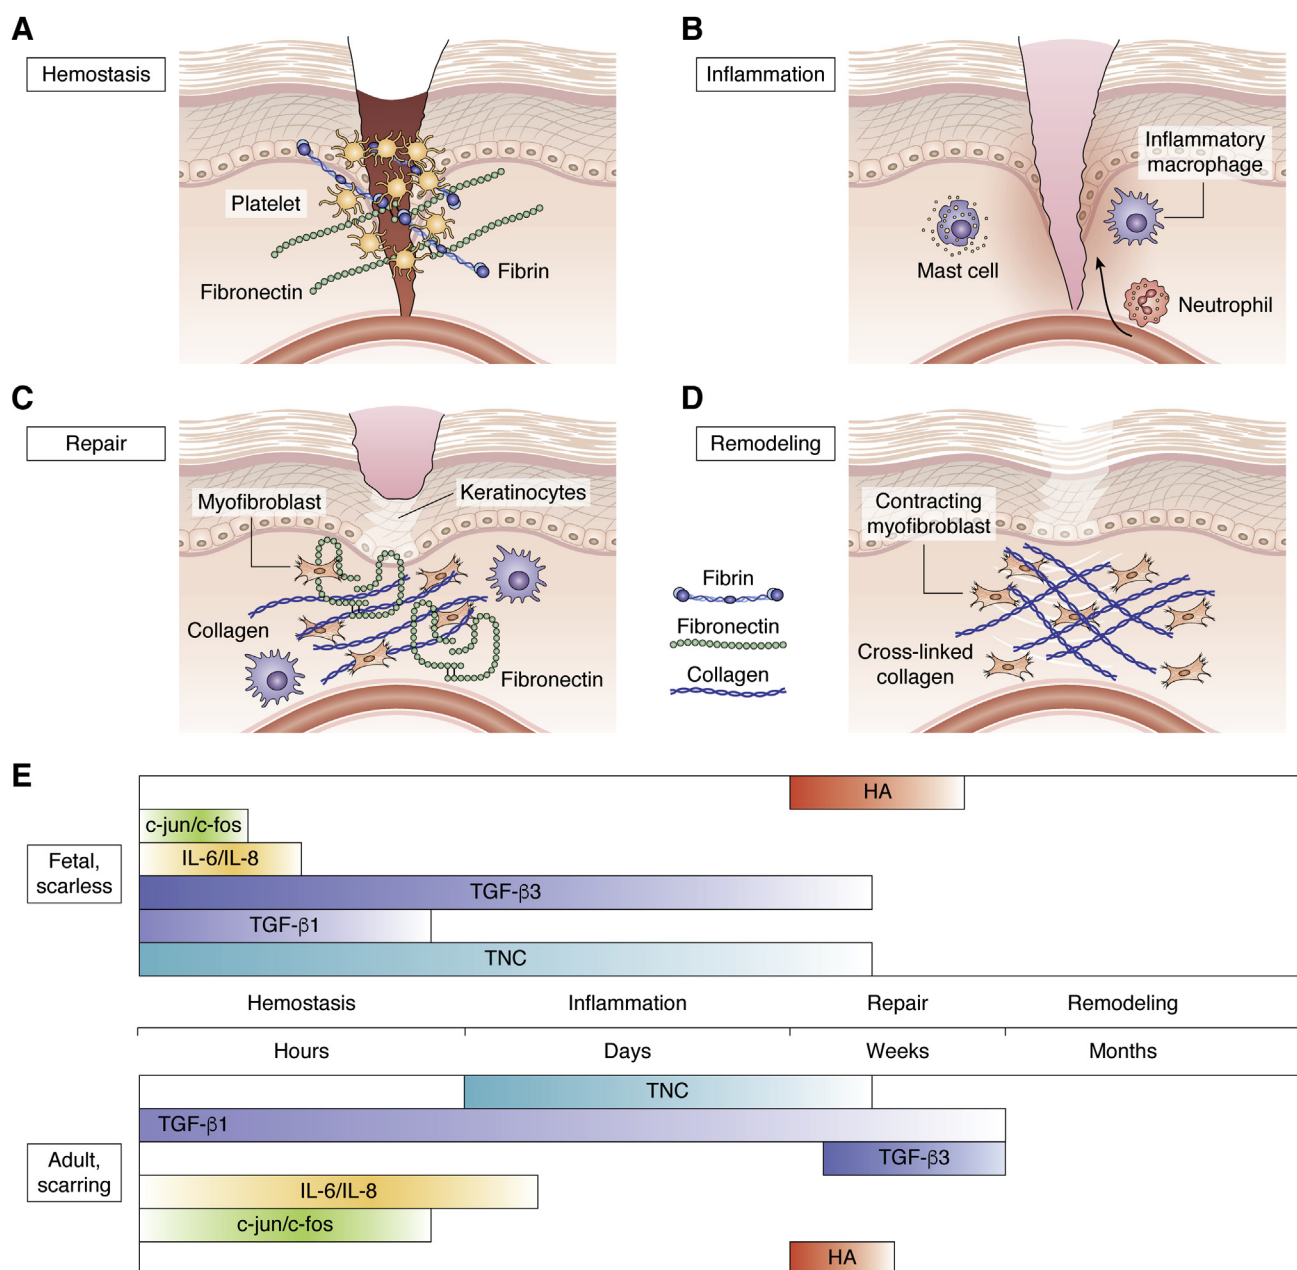 A
Hemostasis
Platelet
Fibronectin
Fibrin
B
Inflammation
Inflammatory
macrophage
Mast cell
Neutrophil
C
Repair
Myofibroblast
Keratinocytes
Collagen
Fibronectin
D
Remodeling
Contracting
myofibroblast
Cross-linked
collagen
Fibrin
Fibronectin
Collagen
E
HA
c-jun/c-fos
Fetal,
scarless
IL-6/IL-8
TGF-β3
TGF-β1
TNC
Hemostasis Inflammation Repair Remodeling
Hours Days Weeks Months
TNC
TGF-β1
Adult,
scarring
TGF-β3
IL-6/IL-8
c-jun/c-fos
HA